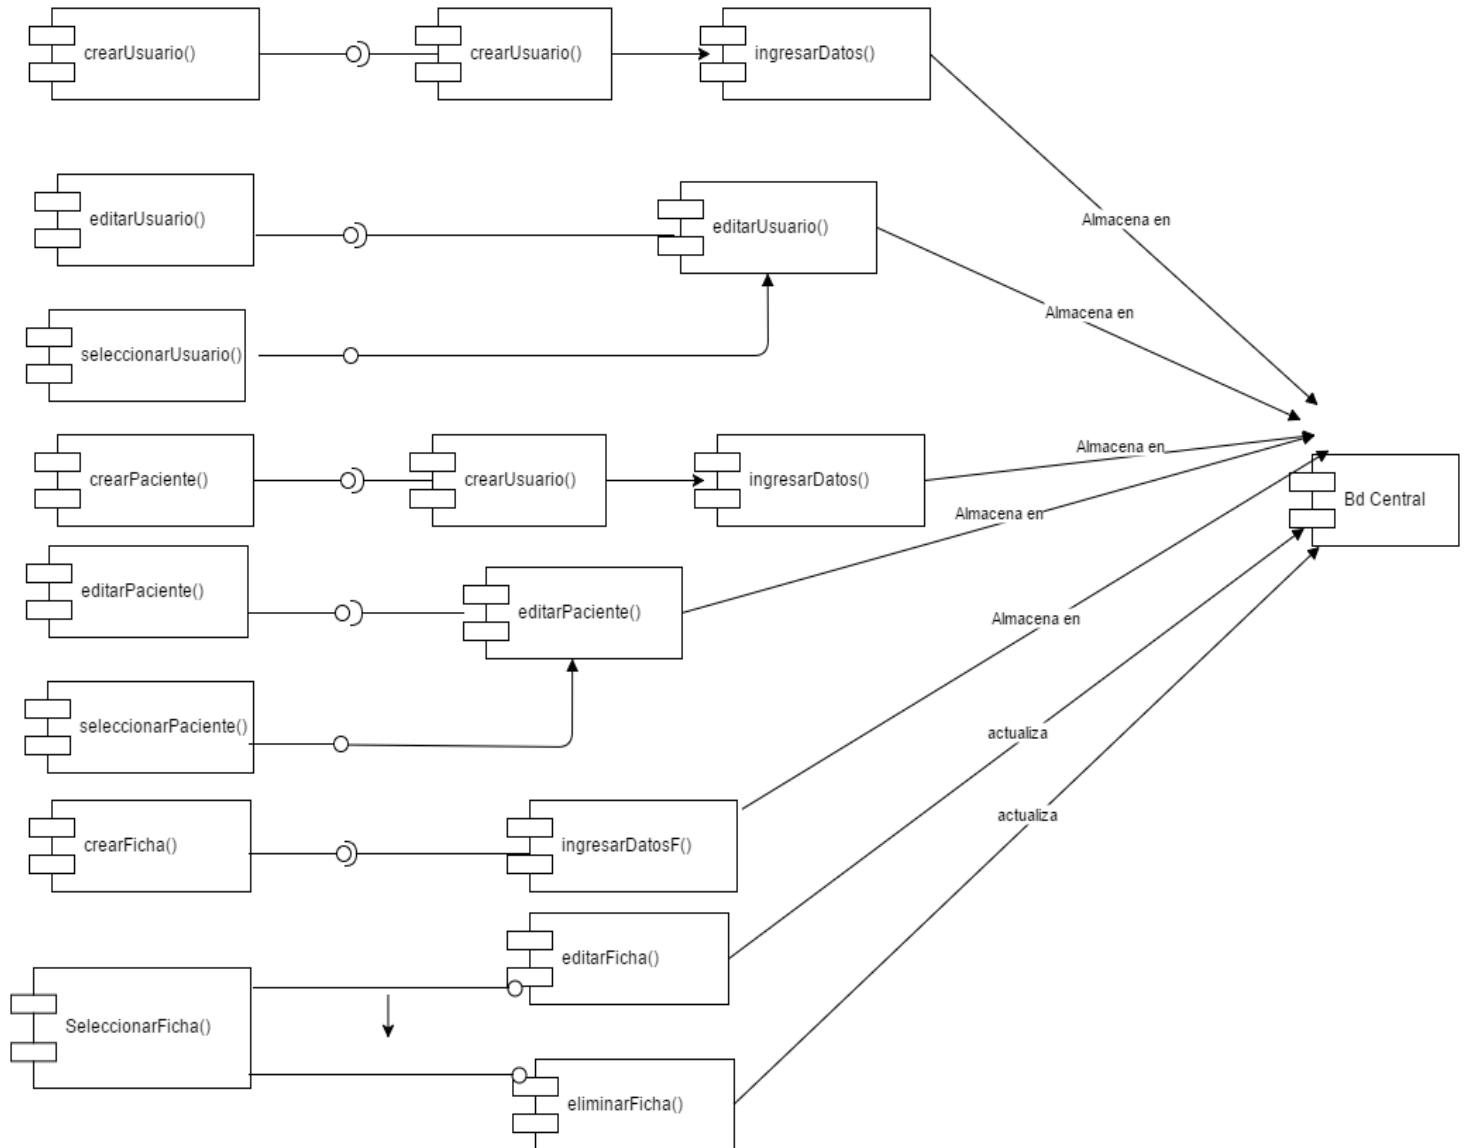 crearUsuario()
crearUsuario()
ingresarDatos()
editarUsuario()
editarUsuario()
Almacena en
Almacena en
seleccionarUsuario()
crearPaciente()
crearUsuario()
ingresarDatos()
Almacena en
Bd Central
Almacena en
editarPaciente()
editarPaciente()
Almacena en
seleccionarPaciente()
actualiza
crearFicha()
ingresarDatosF()
actualiza
editarFicha()
SeleccionarFicha()
eliminarFicha()